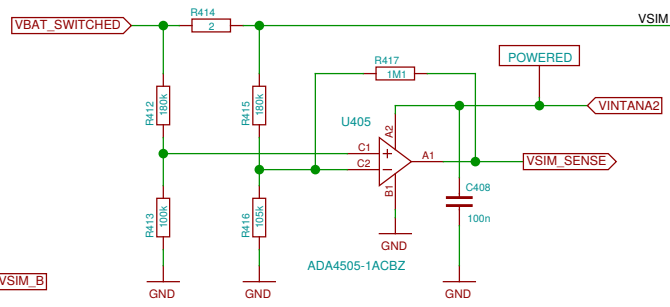 R414
VSIM
VBAT_SWITCHED
2
R417
POWERED
1M1
R412
180k
R415
180k
VINTANA2
U405
A2
C1
+
A1
VSIM_SENSE
C2
−
B1
C408
R413
100k
R416
105k
100n
GND
ADA4505-1ACBZ
VSIM_B
GND
GND
GND